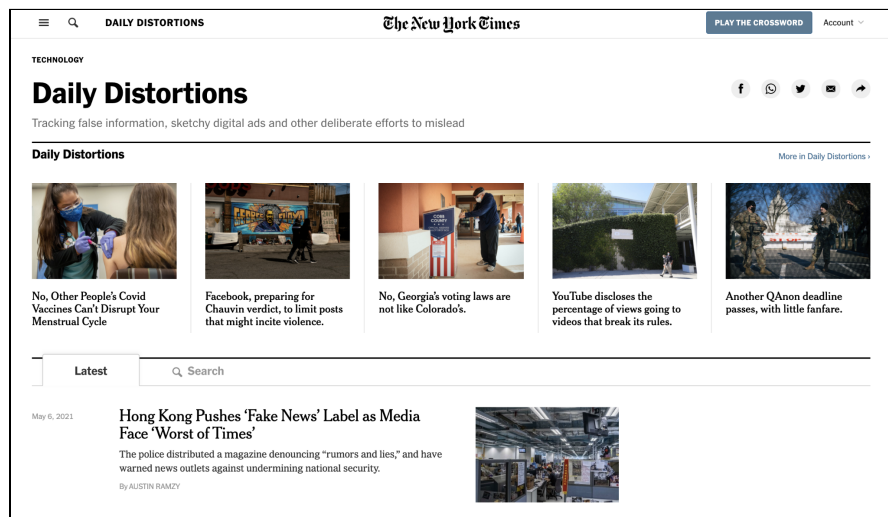 DAILY DISTORTIONS
The New York Times
PLAY THE CROSSWORD
Account
TECHNOLOGY
Daily Distortions
Tracking false information, sketchy digital ads and other deliberate efforts to mislead
Daily Distortions
More in Daily Distortions ›
No, Other People's Covid
Vaccines Can't Disrupt Your
Menstrual Cycle
Facebook, preparing for
Chauvin verdict, to limit posts
that might incite violence.
No, Georgia's voting laws are
not like Colorado's.
YouTube discloses the
percentage of views going to
videos that break its rules.
Another QAnon deadline
passes, with little fanfare.
Latest
Search
May 6, 2021
Hong Kong Pushes ‘Fake News’ Label as Media
Face ‘Worst of Times’
The police distributed a magazine denouncing “rumors and lies,” and have
warned news outlets against undermining national security.
By AUSTIN RAMZY